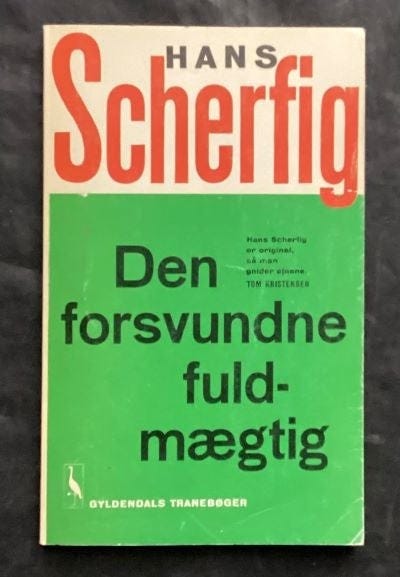 HANS
Scherfig
Hans Scherfig
er original,
så man
gnider øjnene.
TOM KRISTENSEN
Den
forsvundne
fuld-
mægtig
GYLDENDALS TRANEBØGER